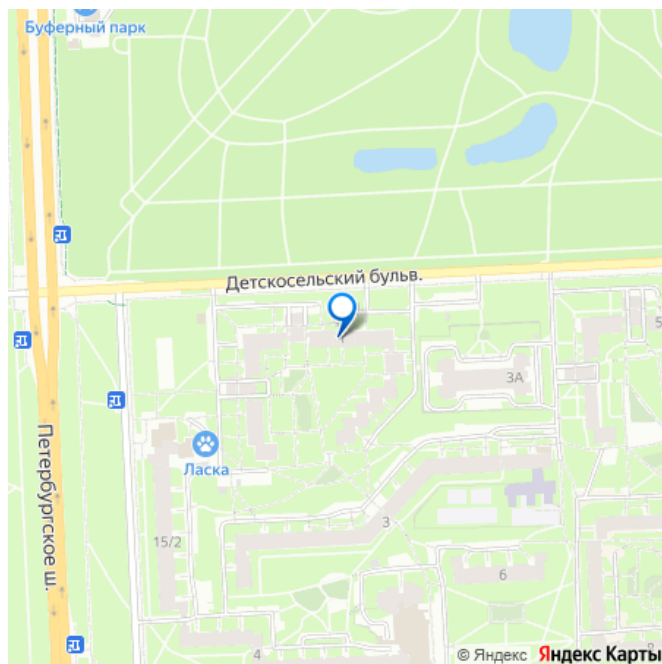 Буферный парк
Детскосельский бульв.
3А
5
Ласка
Петербургское ш.
15/2
3
6
4
© Яндекс Яндекс Карты